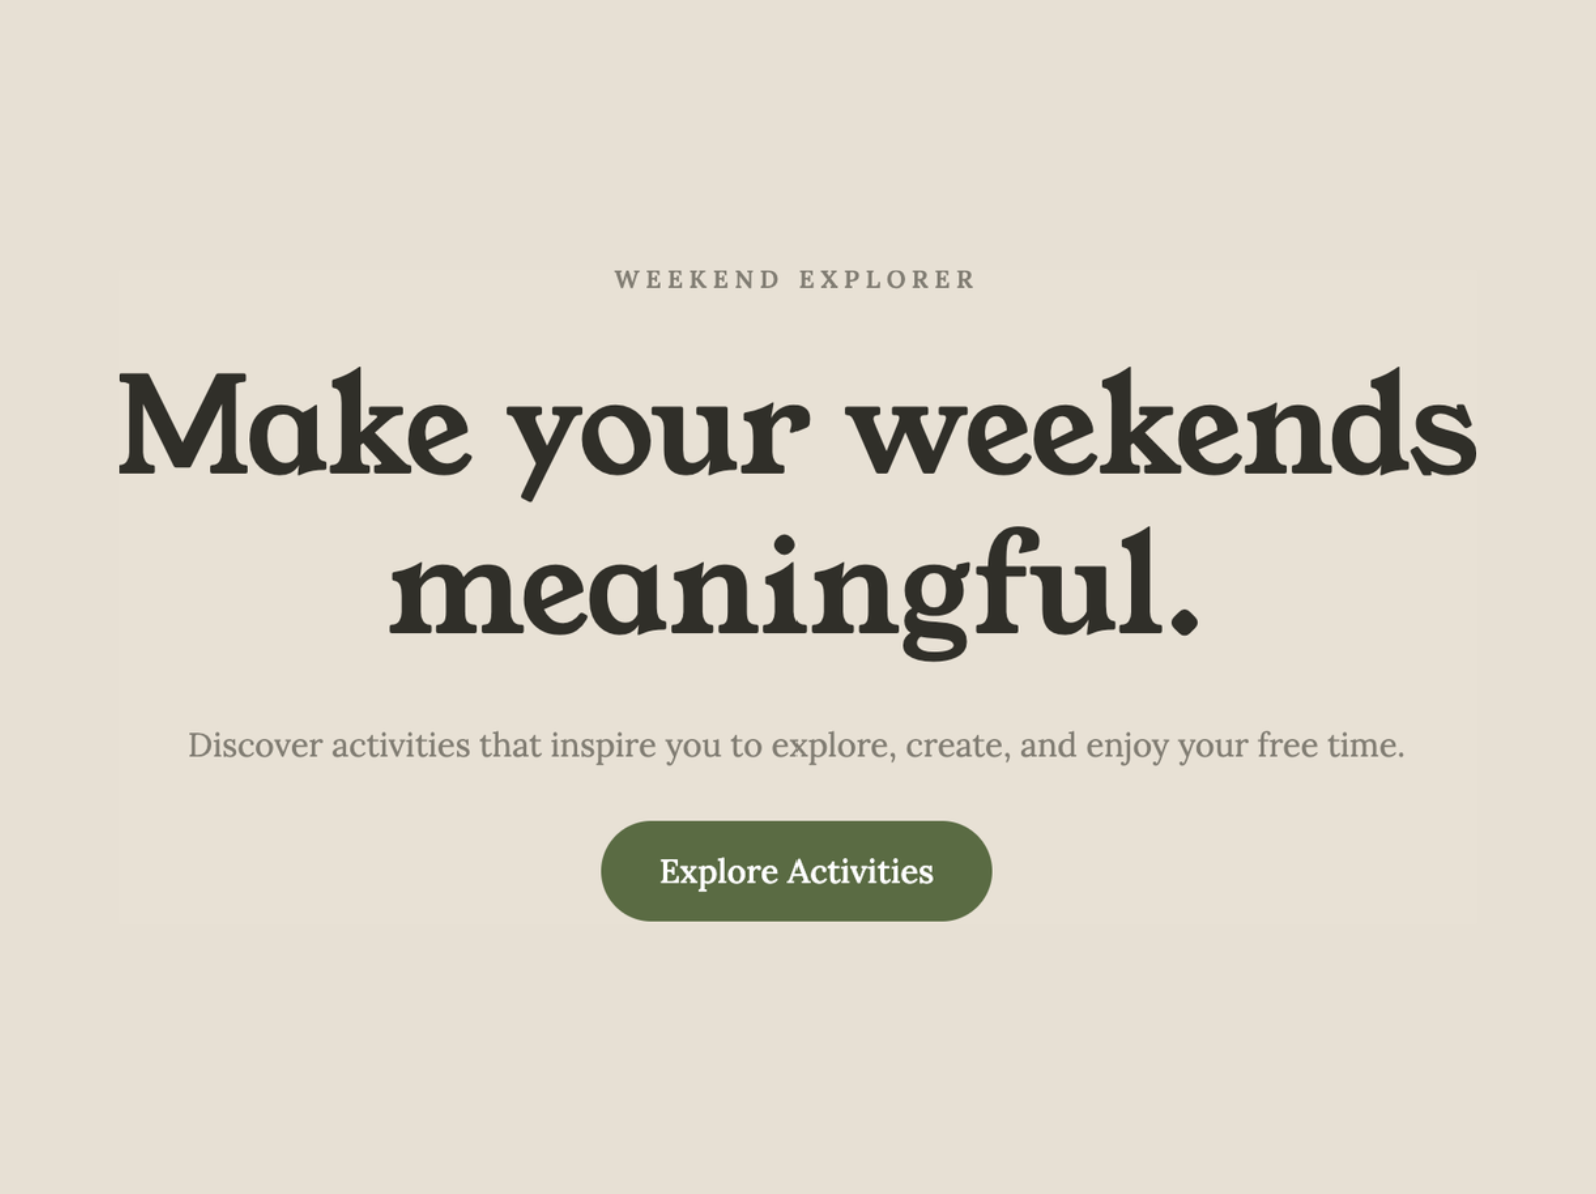 WEEKEND EXPLORER
Make your weekends
meaningful.
Discover activities that inspire you to explore, create, and enjoy your free time.
Explore Activities